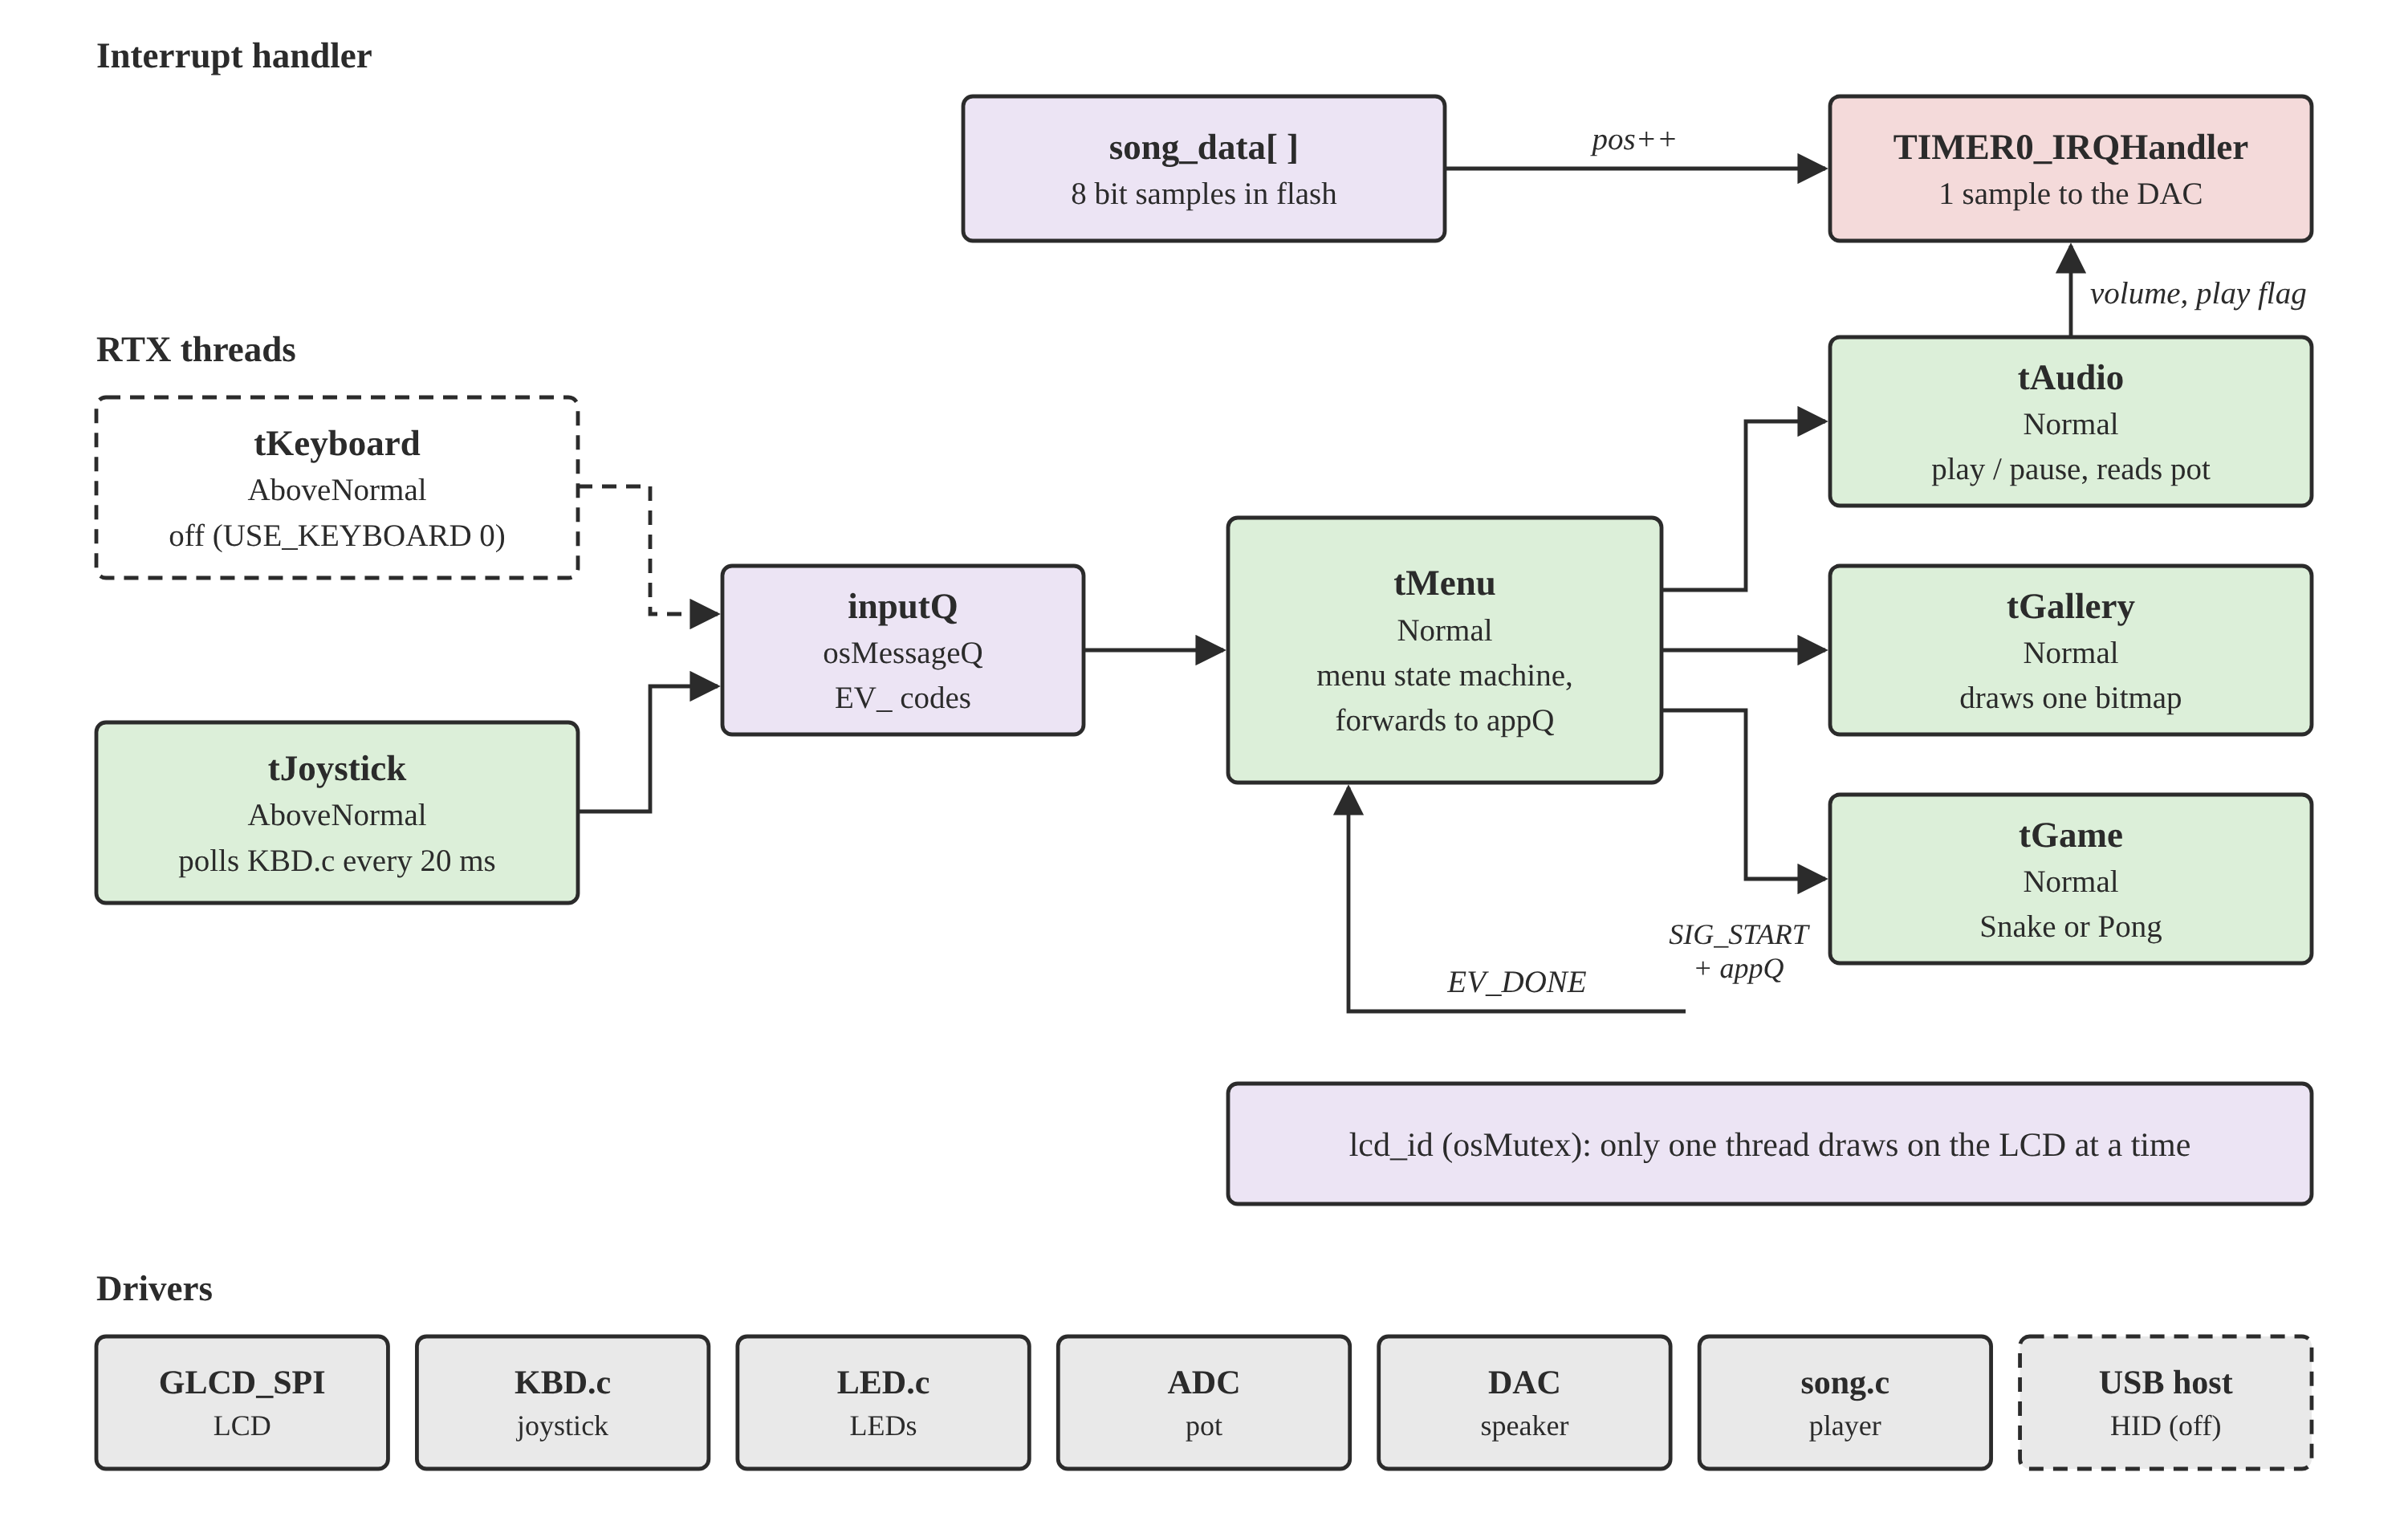 Interrupt handler
song_data[ ]
8 bit samples in flash
pos++
TIMER0_IRQHandler
1 sample to the DAC
volume, play flag
RTX threads
tKeyboard
AboveNormal
off (USE_KEYBOARD 0)
tJoystick
AboveNormal
polls KBD.c every 20 ms
inputQ
osMessageQ
EV_ codes
tMenu
Normal
menu state machine,
forwards to appQ
tAudio
Normal
play / pause, reads pot
tGallery
Normal
draws one bitmap
tGame
Normal
Snake or Pong
SIG_START
+ appQ
EV_DONE
lcd_id (osMutex): only one thread draws on the LCD at a time
Drivers
GLCD_SPI
LCD
KBD.c
joystick
LED.c
LEDs
ADC
pot
DAC
speaker
song.c
player
USB host
HID (off)